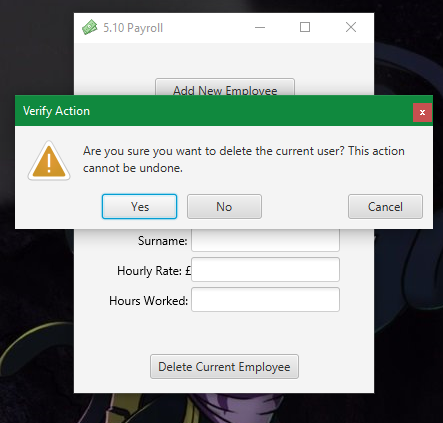 5.10 Payroll
Add New Employee
Verify Action
x
Are you sure you want to delete the current user? This action
cannot be undone.
Yes
No
Cancel
Surname:
Hourly Rate: £
Hours Worked:
Delete Current Employee